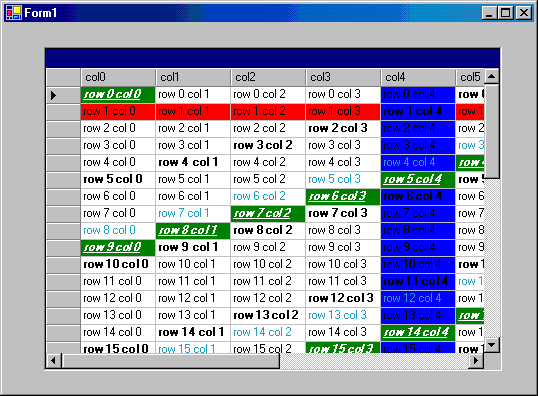 Form1
col0 col1 col2 col3 col4 col5
row 0 col0 row 0 col 1 row 0 col 2 row 0 col 3 row 0 col 4 row 0
row 1 col 0 row 1 col 1 row 1 col 2 row 1 col 3 row 1 col 4 row 1
row 2 col 0 row 2 col 1 row 2 col 2 row 2 col 3 row 2 col 4 row 2
row 3 col 0 row 3 col 1 row 3 col 2 row 3 col 3 row 3 col 4 row 3
row 4 col 0 row 4 col 1 row 4 col 2 row 4 col 3 row 4 col 4 row
row 5 col 0 row 5 col 1 row 5 col 2 row 5 col 3 row 5 col4 row 5
row 6 col 0 row 6 col 1 row 6 col 2 row 6 col3 row 6 col 4 row 6
row 7 col 0 row 7 col 1 row 7 col2 row 7 col 3 row 7 col 4 row 7
row 8 col 0 row 8 col1 row 8 col 2 row 8 col 3 row 8 col 4 row 8
row 9 col0 row 9 col 1 row 9 col 2 row 9 col 3 row 9 col 4 row 9
row 10 col 0 row 10 col 1 row 10 col 2 row 10 col 3 row 10 col 4 row 1
row 11 col 0 row 11 col 1 row 11 col 2 row 11 col 3 row 11 col 4 row 1
row 12 col 0 row 12 col 1 row 12 col 2 row 12 col 3 row 12 col 4 row 1
row 13 col 0 row 13 col 1 row 13 col 2 row 13 col 3 row 13 col 4 row
row 14 col 0 row 14 col 1 row 14 col 2 row 14 col 3 row 14 col4 row 1
row 15 col 0 row 15 col 1 row 15 col 2 row 15 col3 row 15 col 4 row 1